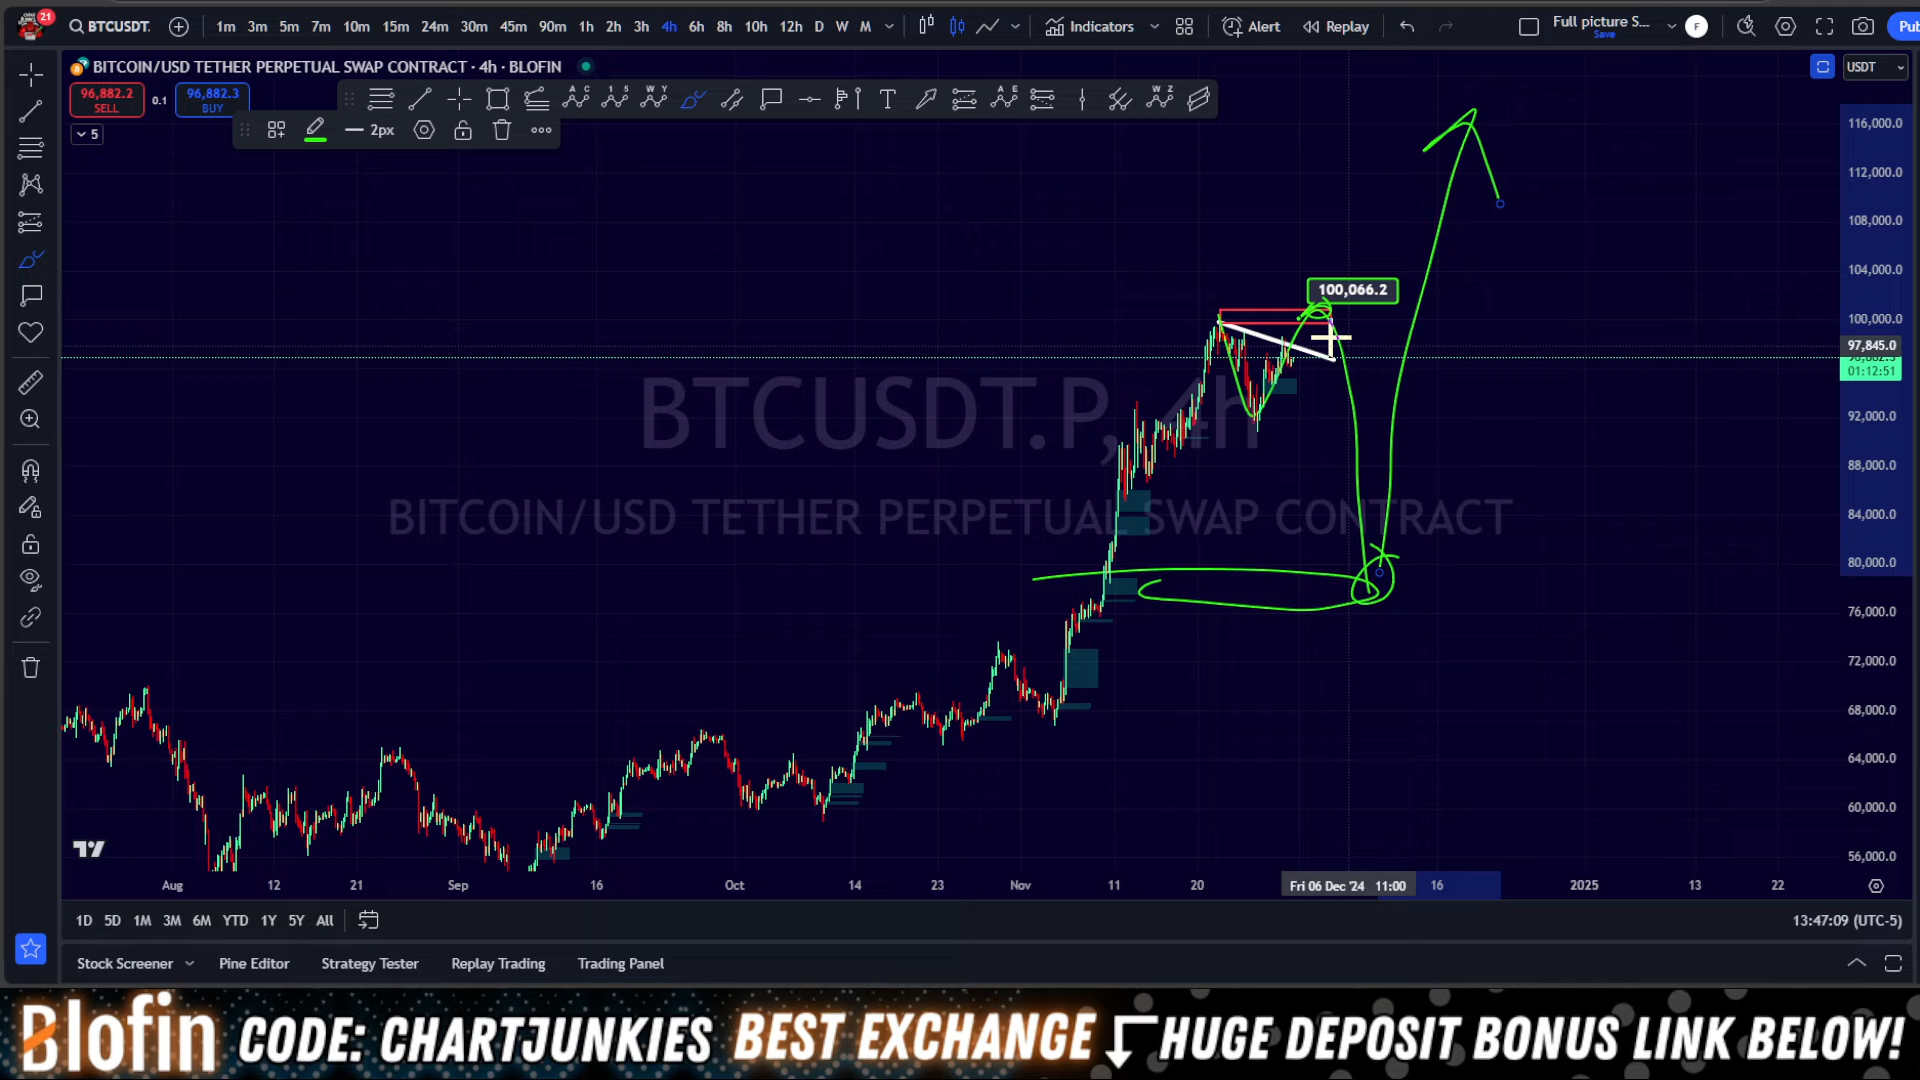 21
BTCUSDT.
1m 3m 5m 7m 10m 15m 24m 30m 45m 90m 1h 2h 3h 4h 6h 8h 10h 12h D W M
Indicators
Alert
Replay
Full picture S...
Save
F
Pub
BITCOIN/USD TETHER PERPETUAL SWAP CONTRACT · 4h · BLOFIN
USDT
96,882.2
SELL
0.1
96,882.3
BUY
A C
1 5
W Y
T
A E
W Z
2px
5
116,000.0
112,000.0
108,000.0
104,000.0
100,066.2
100,000.0
97,845.0
01:12:51
BTCUSDT.P, 4h
92,000.0
88,000.0
BITCOIN/USD TETHER PERPETUAL SWAP CONTRACT
84,000.0
80,000.0
76,000.0
72,000.0
68,000.0
64,000.0
60,000.0
56,000.0
Aug 12 21 Sep 16 Oct 14 23 Nov 11 20 Fri 06 Dec '24 11:00 16 2025 13 22
1D 5D 1M 3M 6M YTD 1Y 5Y All
13:47:09 (UTC-5)
Stock Screener Pine Editor Strategy Tester Replay Trading Trading Panel
Blofin CODE: CHARTJUNKIES BEST EXCHANGE HUGE DEPOSIT BONUS LINK BELOW!